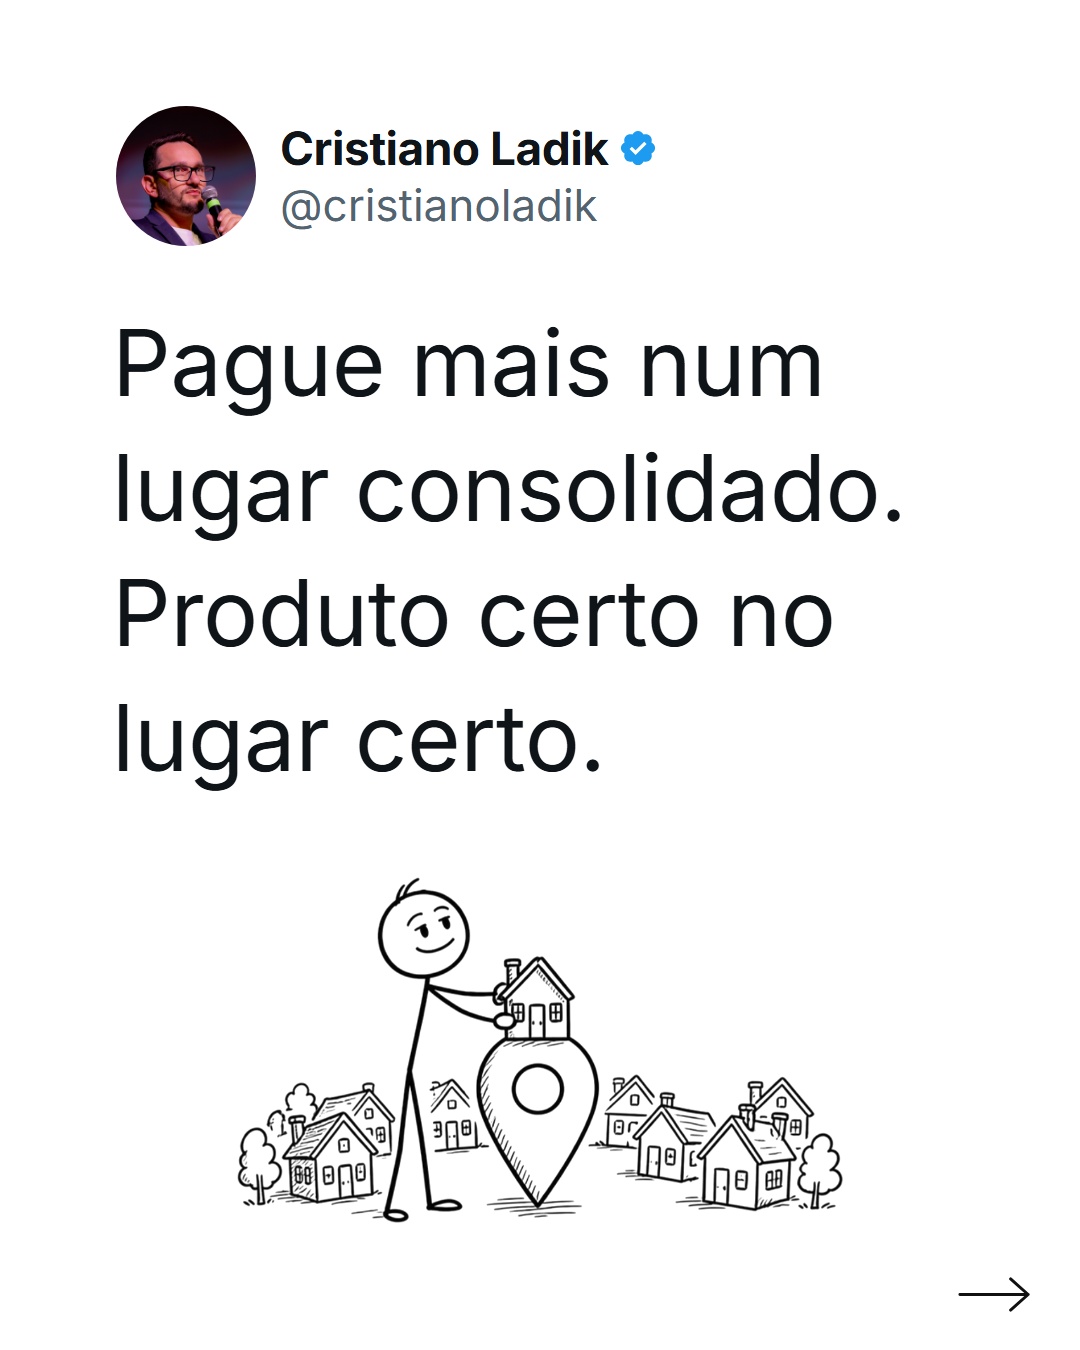 Cristiano Ladik
@cristianoladik
Pague mais num
lugar consolidado.
Produto certo no
lugar certo.